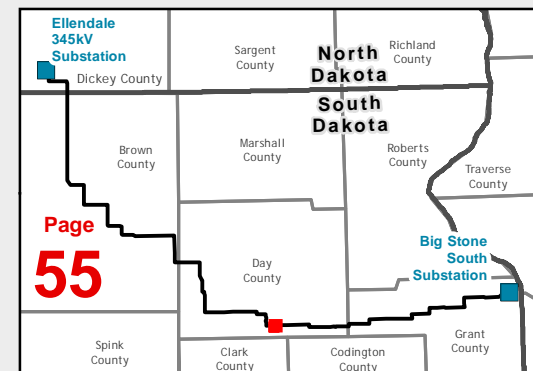 Ellendale
345kV
Substation
Dickey County
Sargent
County
North
Dakota
Richland
County
South
Dakota
Brown
County
Marshall
County
Roberts
County
Traverse
County
Page
55
Day
County
Big Stone
South
Substation
Spink
County
Clark
County
Codington
County
Grant
County